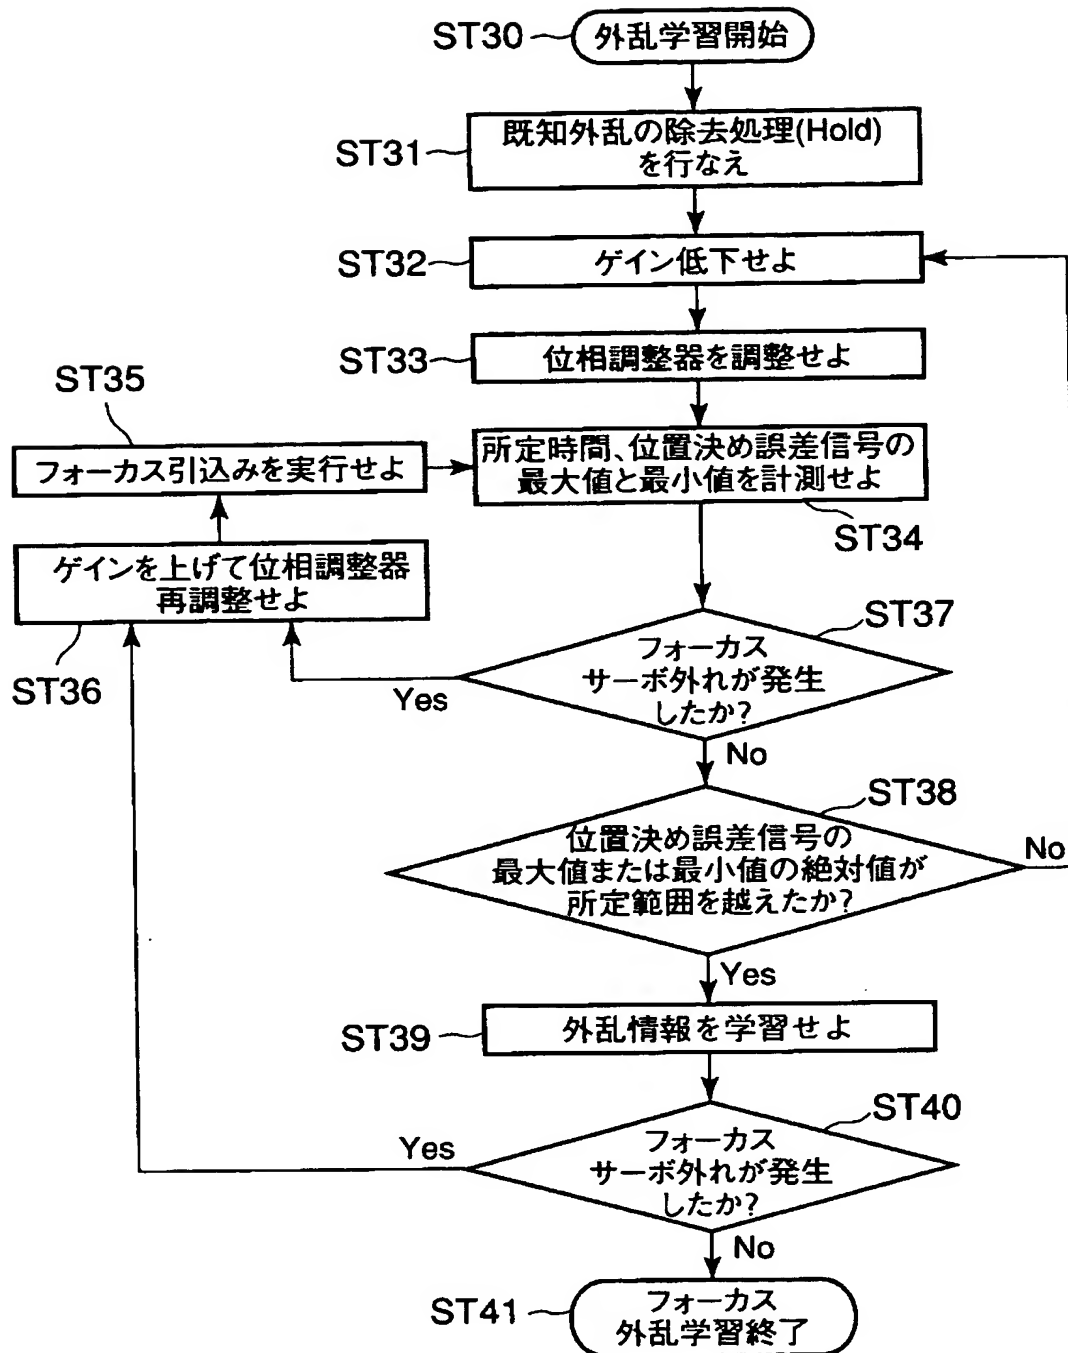 ST30
外乱学習開始
ST31
既知外乱の除去処理(Hold)
を行なえ
ST32
ゲイン低下せよ
ST33
位相調整器を調整せよ
ST35
フォーカス引込みを実行せよ
所定時間、位置決め誤差信号の
最大値と最小値を計測せよ
ST34
ゲインを上げて位相調整器
再調整せよ
ST36
ST37
フォーカス
サーボ外れが発生
したか?
Yes
No
ST38
位置決め誤差信号の
最大値または最小値の絶対値が
所定範囲を越えたか?
No
Yes
ST39
外乱情報を学習せよ
ST40
フォーカス
サーボ外れが発生
したか?
Yes
No
ST41
フォーカス
外乱学習終了